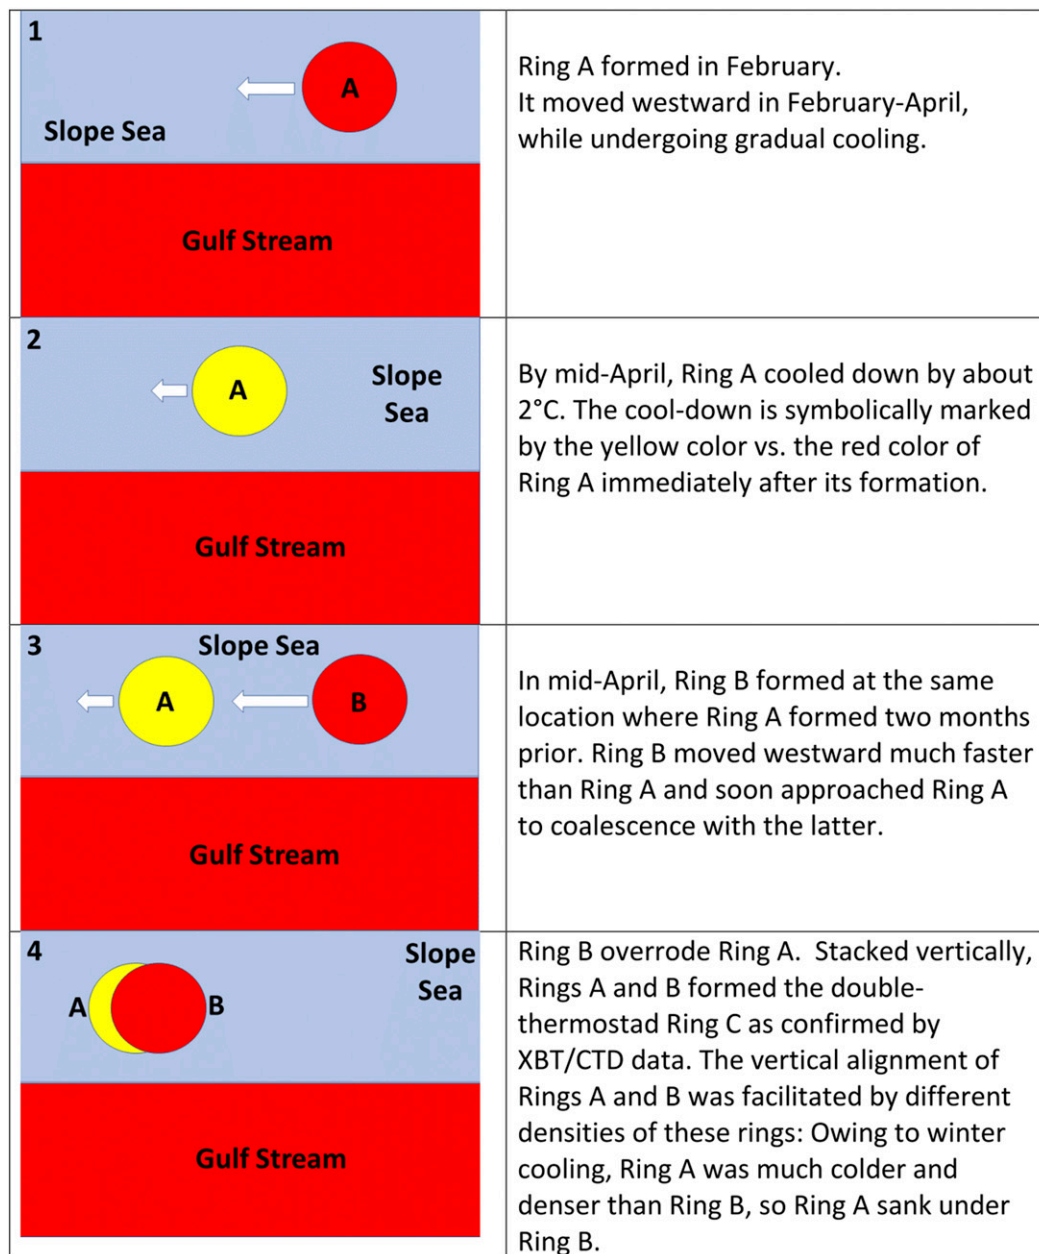 1
A
Slope Sea
Gulf Stream
Ring A formed in February.
It moved westward in February-April,
while undergoing gradual cooling.
2
A
Slope
Sea
Gulf Stream
By mid-April, Ring A cooled down by about
2°C. The cool-down is symbolically marked
by the yellow color vs. the red color of
Ring A immediately after its formation.
3
Slope Sea
A
B
Gulf Stream
In mid-April, Ring B formed at the same
location where Ring A formed two months
prior. Ring B moved westward much faster
than Ring A and soon approached Ring A
to coalescence with the latter.
4
Slope
Sea
A
B
Gulf Stream
Ring B overrode Ring A. Stacked vertically,
Rings A and B formed the double-
thermostad Ring C as confirmed by
XBT/CTD data. The vertical alignment of
Rings A and B was facilitated by different
densities of these rings: Owing to winter
cooling, Ring A was much colder and
denser than Ring B, so Ring A sank under
Ring B.